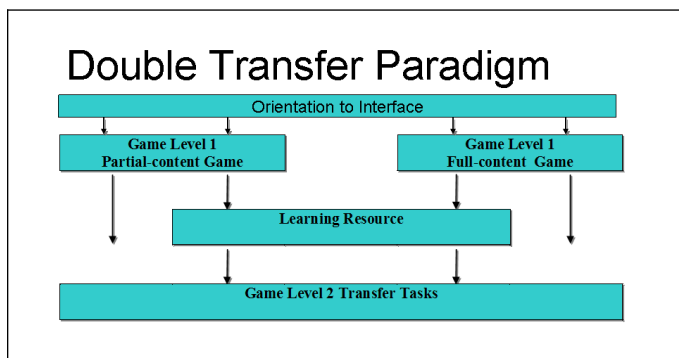 Double Transfer Paradigm
Orientation to Interface
Game Level 1
Partial-content Game
Game Level 1
Full-content Game
Learning Resource
Game Level 2 Transfer Tasks